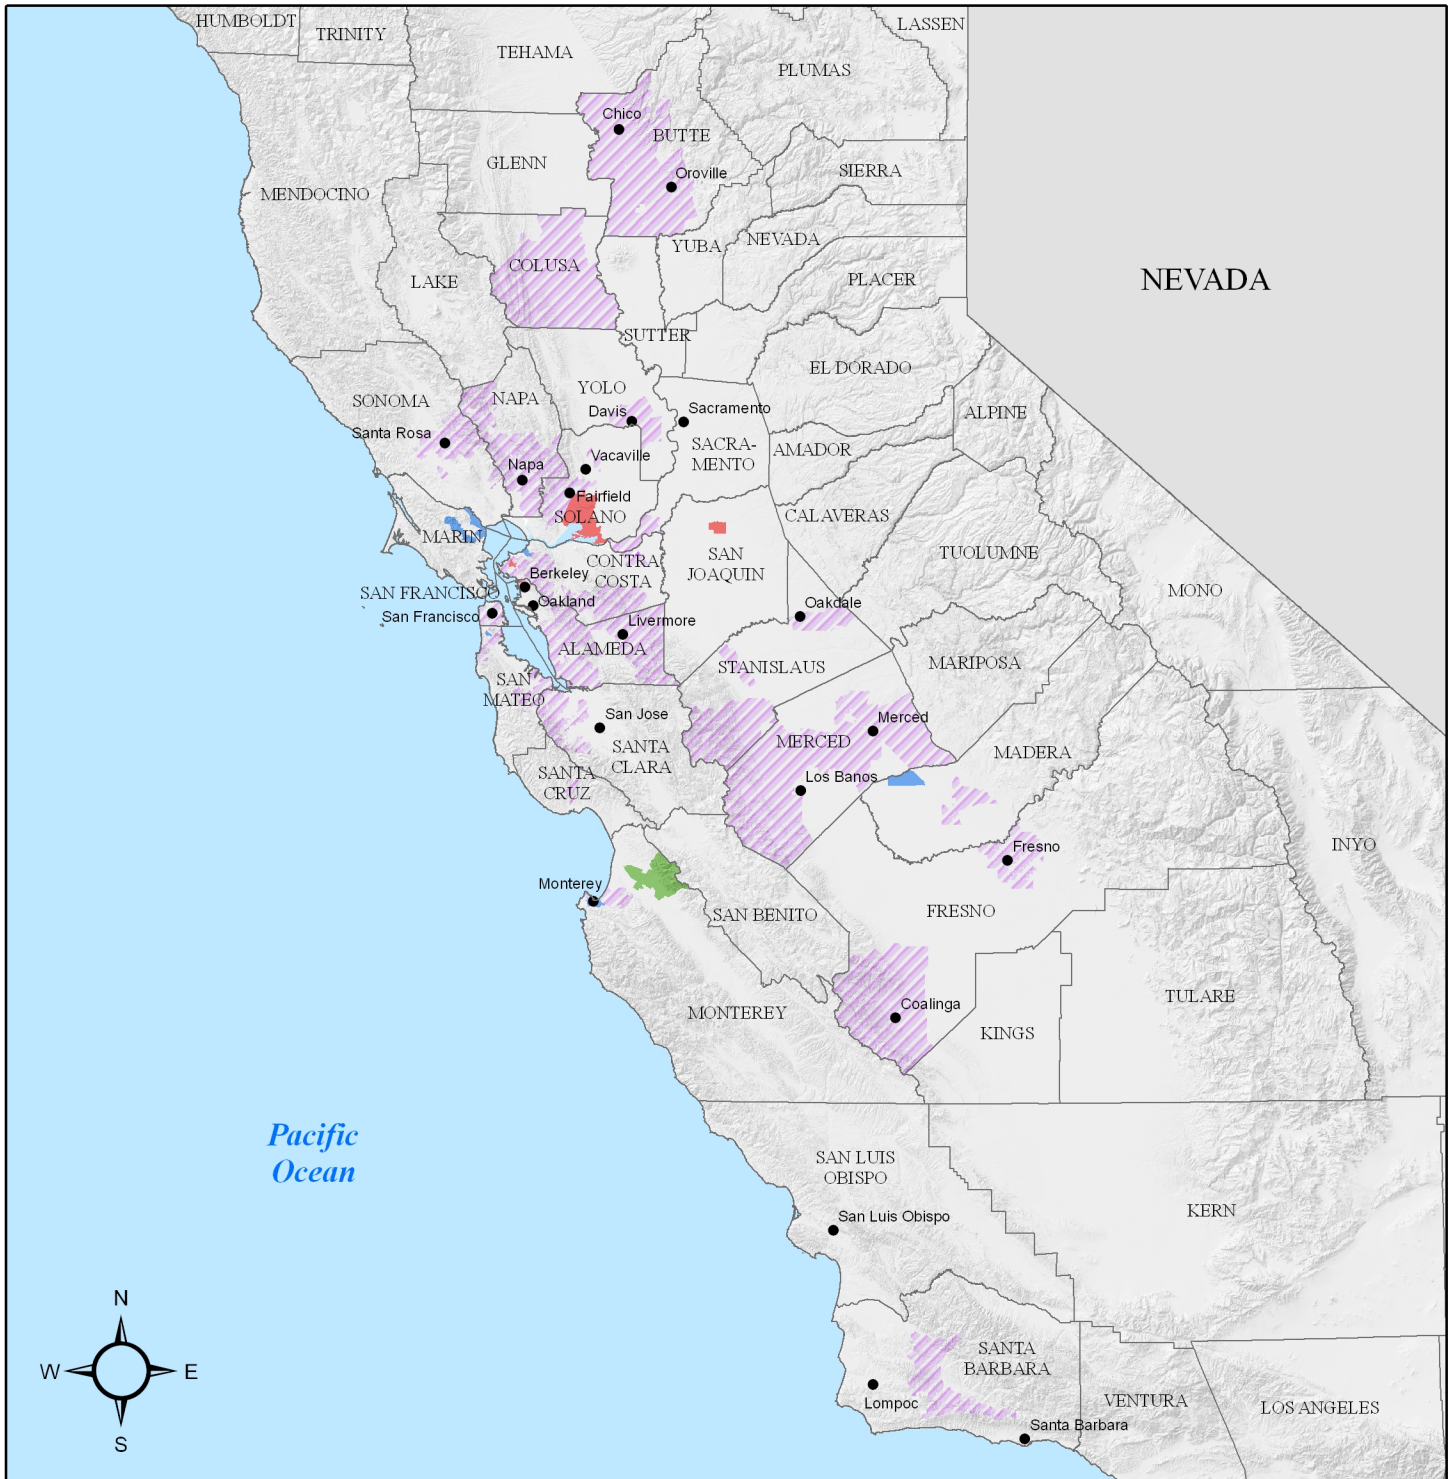 HUMBOLDT
TRINITY
TEHAMA
LASSEN
PLUMAS
Chico
BUTTE
GLENN
Oroville
SIERRA
MENDOCINO
YUBA
NEVADA
COLUSA
LAKE
PLACER
NEVADA
SUTTER
EL DORADO
YOLO
NAPA
SONOMA
Davis
Sacramento
ALPINE
Santa Rosa
SACRA-
MENTO
AMADOR
Vacaville
Napa
Fairfield
SOLANO
CALAVERAS
MARIN
SAN
JOAQUIN
TUOLUMNE
CONTRA
COSTA
Berkeley
SAN FRANCISCO
MONO
Oakland
Oakdale
San Francisco
Livermore
ALAMEDA
STANISLAUS
MARIPOSA
SAN
MATEO
San Jose
Merced
MERCED
MADERA
SANTA
CLARA
SANTA
CRUZ
Los Banos
Fresno
INYO
Monterey
SAN BENITO
FRESNO
TULARE
Coalinga
MONTEREY
KINGS
Pacific
Ocean
SAN LUIS
OBISPO
San Luis Obispo
KERN
N
W
E
S
SANTA
BARBARA
Lompoc
VENTURA
LOS ANGELES
Santa Barbara